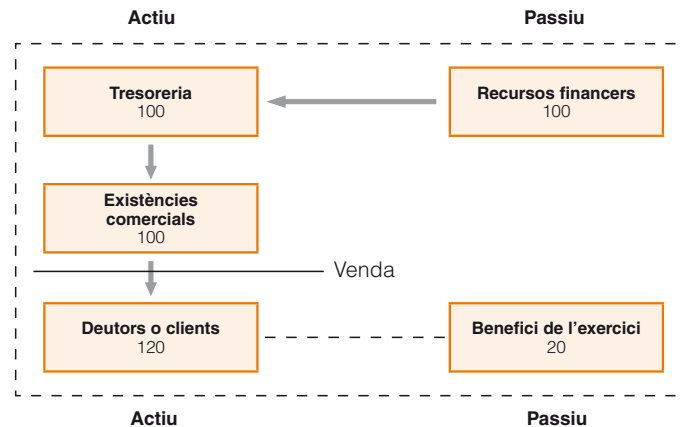 Actiu
Passiu
Tresoreria
100
Recursos financers
100
Existències
comercials
100
Venda
Deutors o clients
120
Benefici de l’exercici
20
Actiu
Passiu